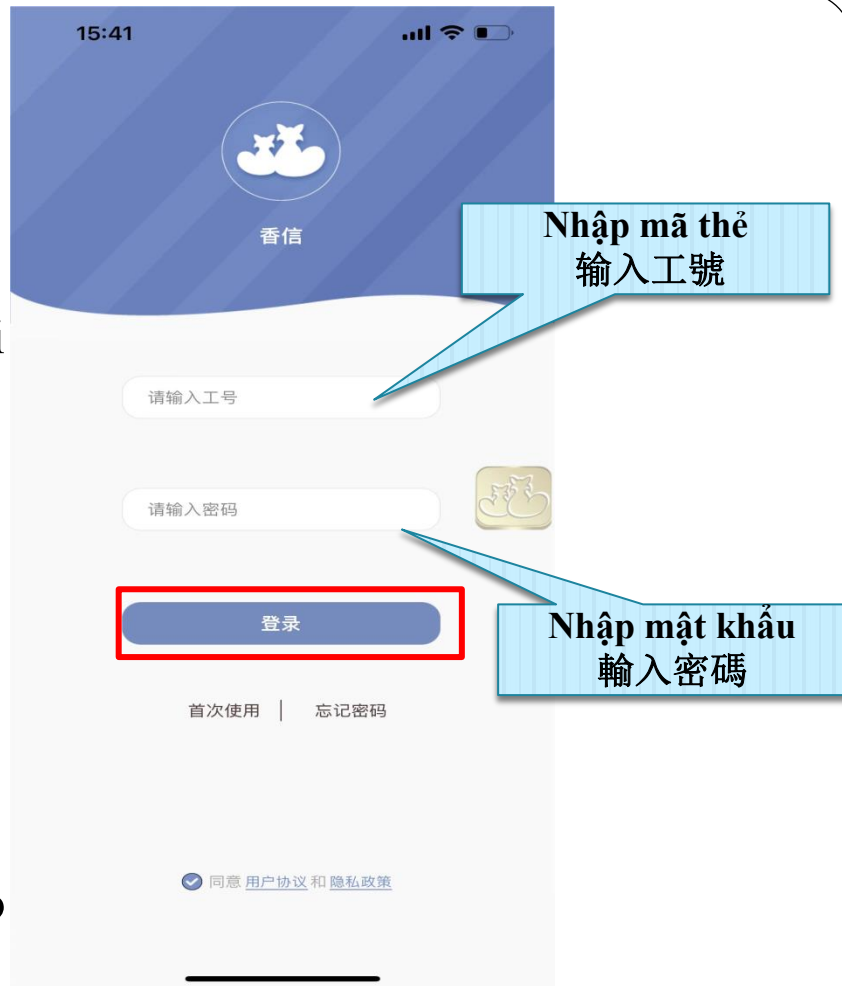 15:41
香信
Nhập mã thẻ
输入工號
请输入工号
请输入密码
登录
Nhập mật khẩu
輸入密碼
首次使用 | 忘记密码
同意 用户协议 和 隐私政策